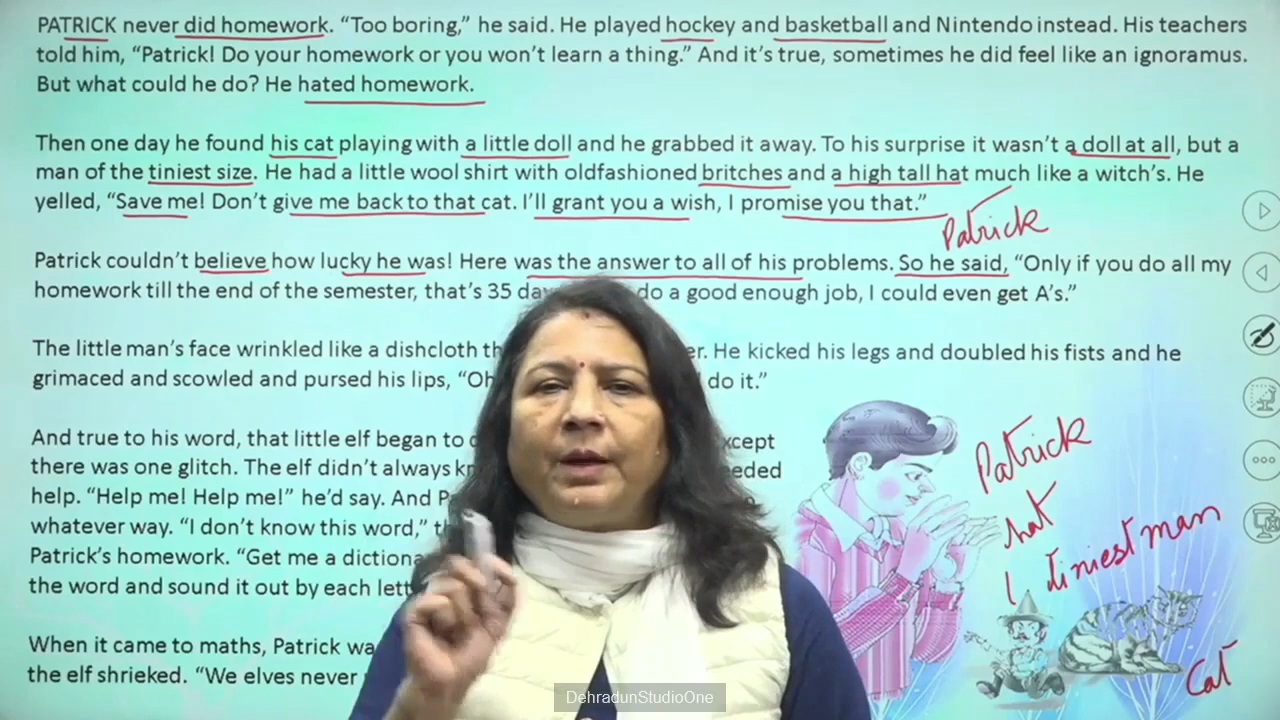 PATRICK never did homework. “Too boring,” he said. He played hockey and basketball and Nintendo instead. His teachers
told him, “Patrick! Do your homework or you won’t learn a thing.” And it’s true, sometimes he did feel like an ignoramus.
But what could he do? He hated homework.
Then one day he found his cat playing with a little doll and he grabbed it away. To his surprise it wasn’t a doll at all, but a
man of the tiniest size. He had a little wool shirt with oldfashioned britches and a high tall hat much like a witch’s. He
yelled, “Save me! Don’t give me back to that cat. I’ll grant you a wish, I promise you that.”
Patrick
Patrick couldn’t believe how lucky he was! Here was the answer to all of his problems. So he said, “Only if you do all my
homework till the end of the semester, that’s 35 do a good enough job, I could even get A’s.”
The little man’s face wrinkled like a dishcloth He kicked his legs and doubled his fists and he
grimaced and scowled and pursed his lips, “Oh do it.”
And true to his word, that little elf began to
there was one glitch. The elf didn’t always
help. “Help me! Help me!” he’d say. And
whatever way. “I don’t know this word,”
Patrick’s homework. “Get me a
the word and sound it out by each
When it came to maths, Patrick
the elf shrieked. “We elves never
Patrick
hat
tiniest man
Cat
DehradunStudioOne